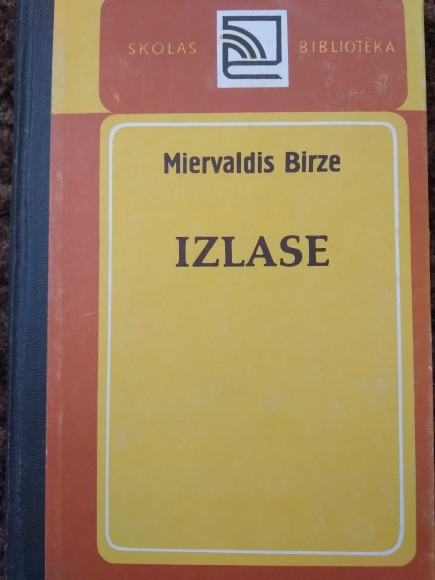 SKOLAS BIBLIOTĒKA
Miervaldis Birze
IZLASE